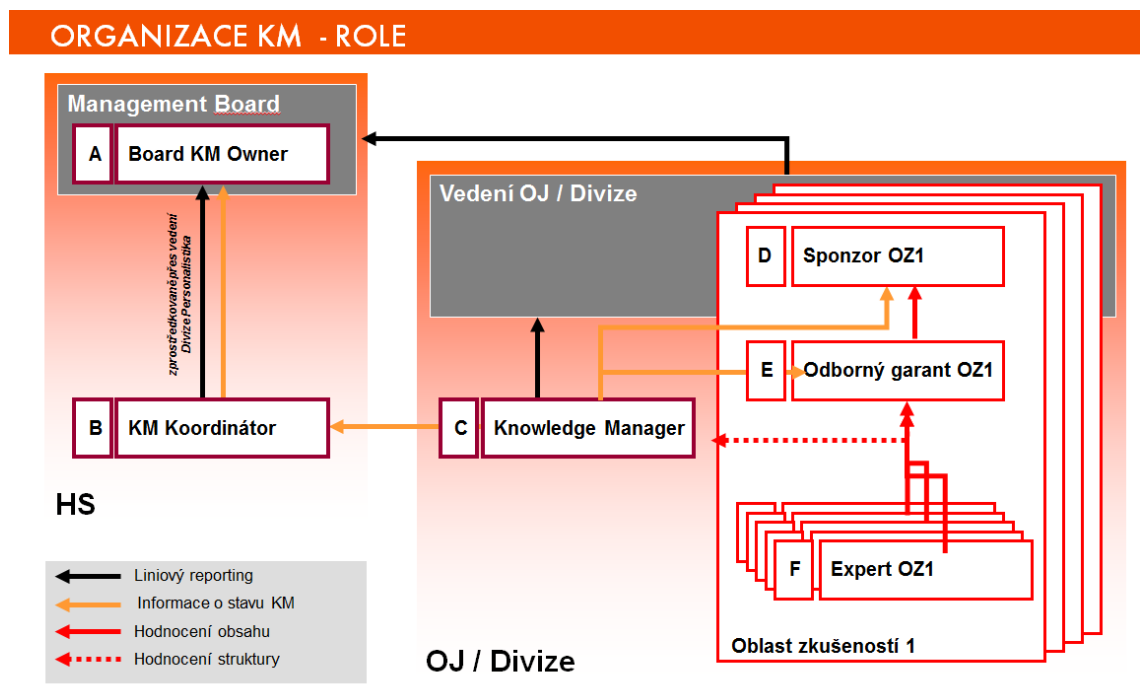 ORGANIZACE KM - ROLE
Management Board
A
Board KM Owner
zprostředkovaněpřes vedení
Divize Personalistika
B
KM Koordinátor
HS
Vedení OJ / Divize
D
Sponzor OZ1
E
Odborný garant OZ1
C
Knowledge Manager
F
Expert OZ1
Oblast zkušeností 1
OJ / Divize
Liniový reporting
Informace o stavu KM
Hodnocení obsahu
Hodnocení struktury